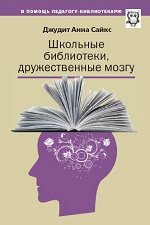 В ПОМОЩЬ ПЕДАГОГУ-БИБЛИОТЕКАРЮ
Джудит Анна Сайкс
Школьные
библиотеки,
дружественные мозгу